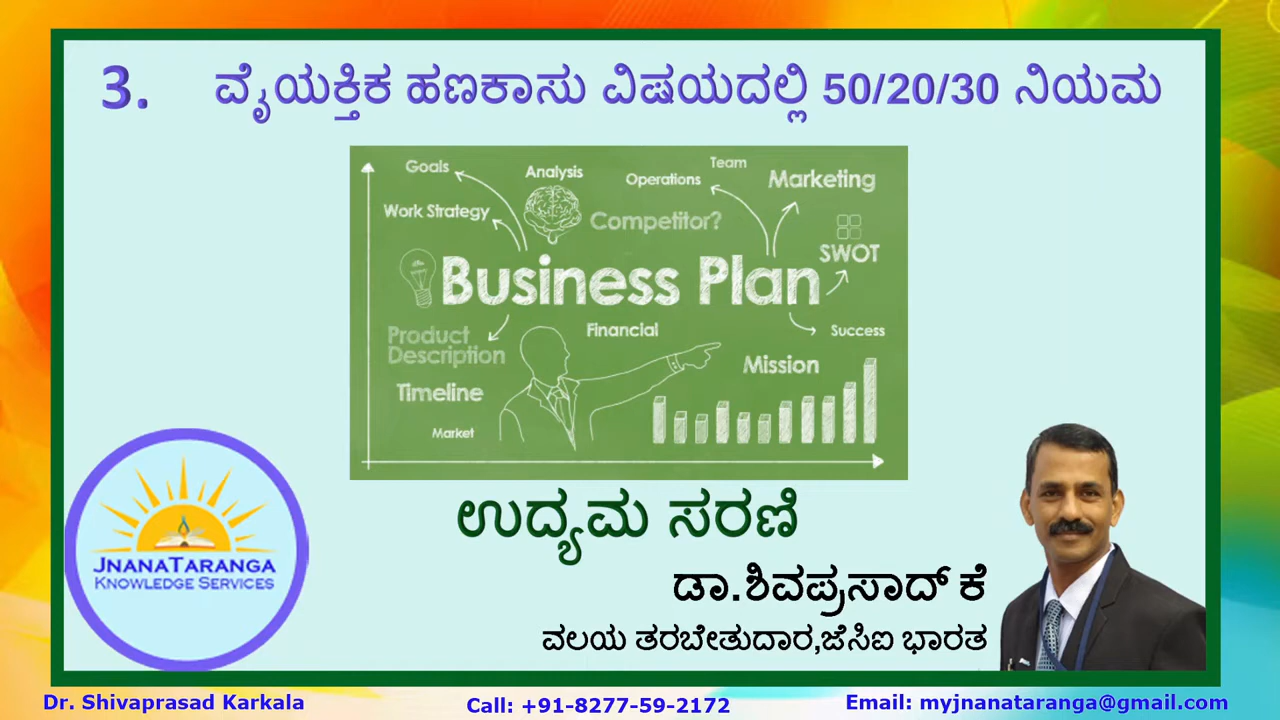 3. ವೈಯಕ್ತಿಕ ಹಣಕಾಸು ವಿಷಯದಲ್ಲಿ 50/20/30 ನಿಯಮ
Goals
Analysis
Team
Operations
Marketing
Work Strategy
Competitor?
SWOT
Business Plan
Product
Description
Financial
Success
Mission
Timeline
Market
JNANATARANGA
KNOWLEDGE SERVICES
ಉದ್ಯಮ ಸರಣಿ
ಡಾ.ಶಿವಪ್ರಸಾದ್ ಕೆ
ವಲಯ ತರಬೇತುದಾರ,ಜೆಸಿಐ ಭಾರತ
Dr. Shivaprasad Karkala
Call: +91-8277-59-2172
Email: myjnanataranga@gmail.com